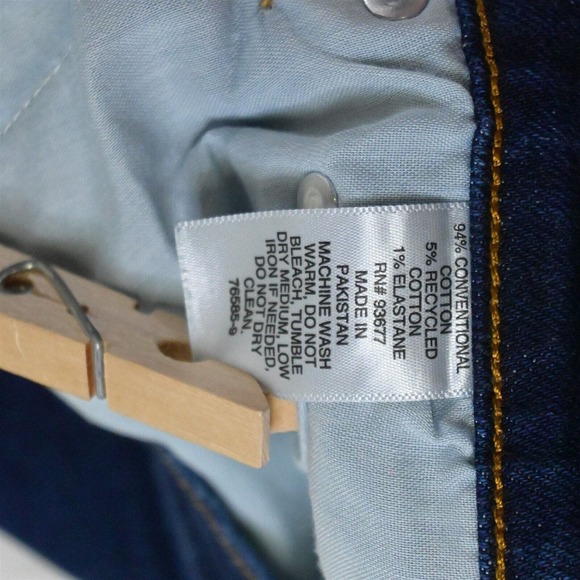 94% CONVENTIONAL
COTTON
5% RECYCLED
COTTON
1% ELASTANE
RN# 93677
MADE IN
PAKISTAN
MACHINE WASH
WARM, DO NOT
BLEACH, TUMBLE
DRY MEDIUM, LOW
IRON IF NEEDED,
DO NOT DRY
CLEAN.
76585-9